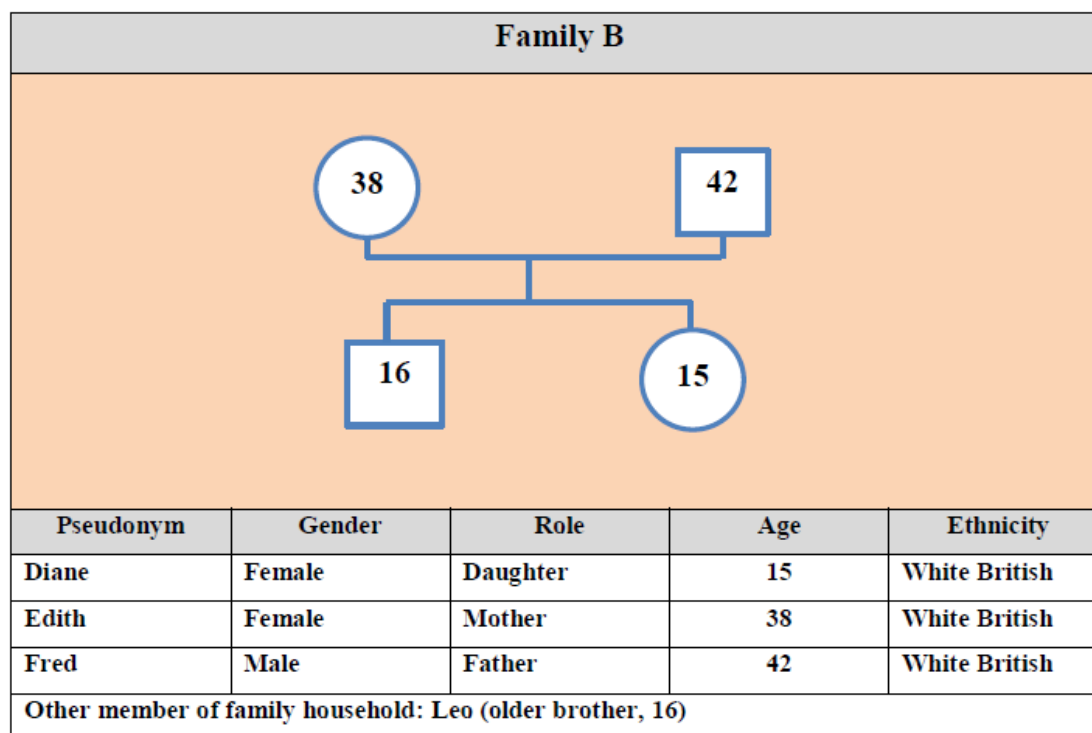 Family B
38 42
16 15
Pseudonym Gender Role Age Ethnicity
Diane Female Daughter 15 White British
Edith Female Mother 38 White British
Fred Male Father 42 White British
Other member of family household: Leo (older brother, 16)